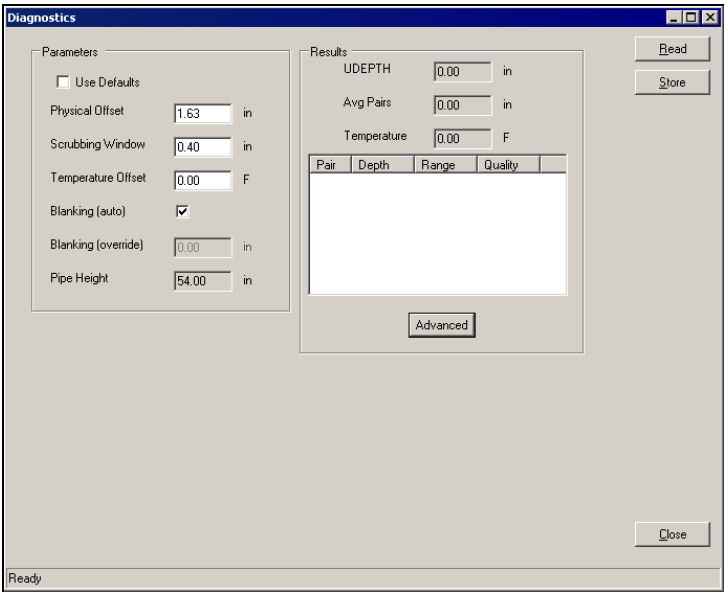 Diagnostics
Parameters
Use Defaults
Physical Offset 1.63 in
Scrubbing Window 0.40 in
Temperature Offset 0.00 F
Blanking (auto)
Blanking (override) 0.00 in
Pipe Height 54.00 in
Results
UDEPTH 0.00 in
Avg Pairs 0.00 in
Temperature 0.00 F
Pair Depth Range Quality
Advanced
Read
Store
Close
Ready